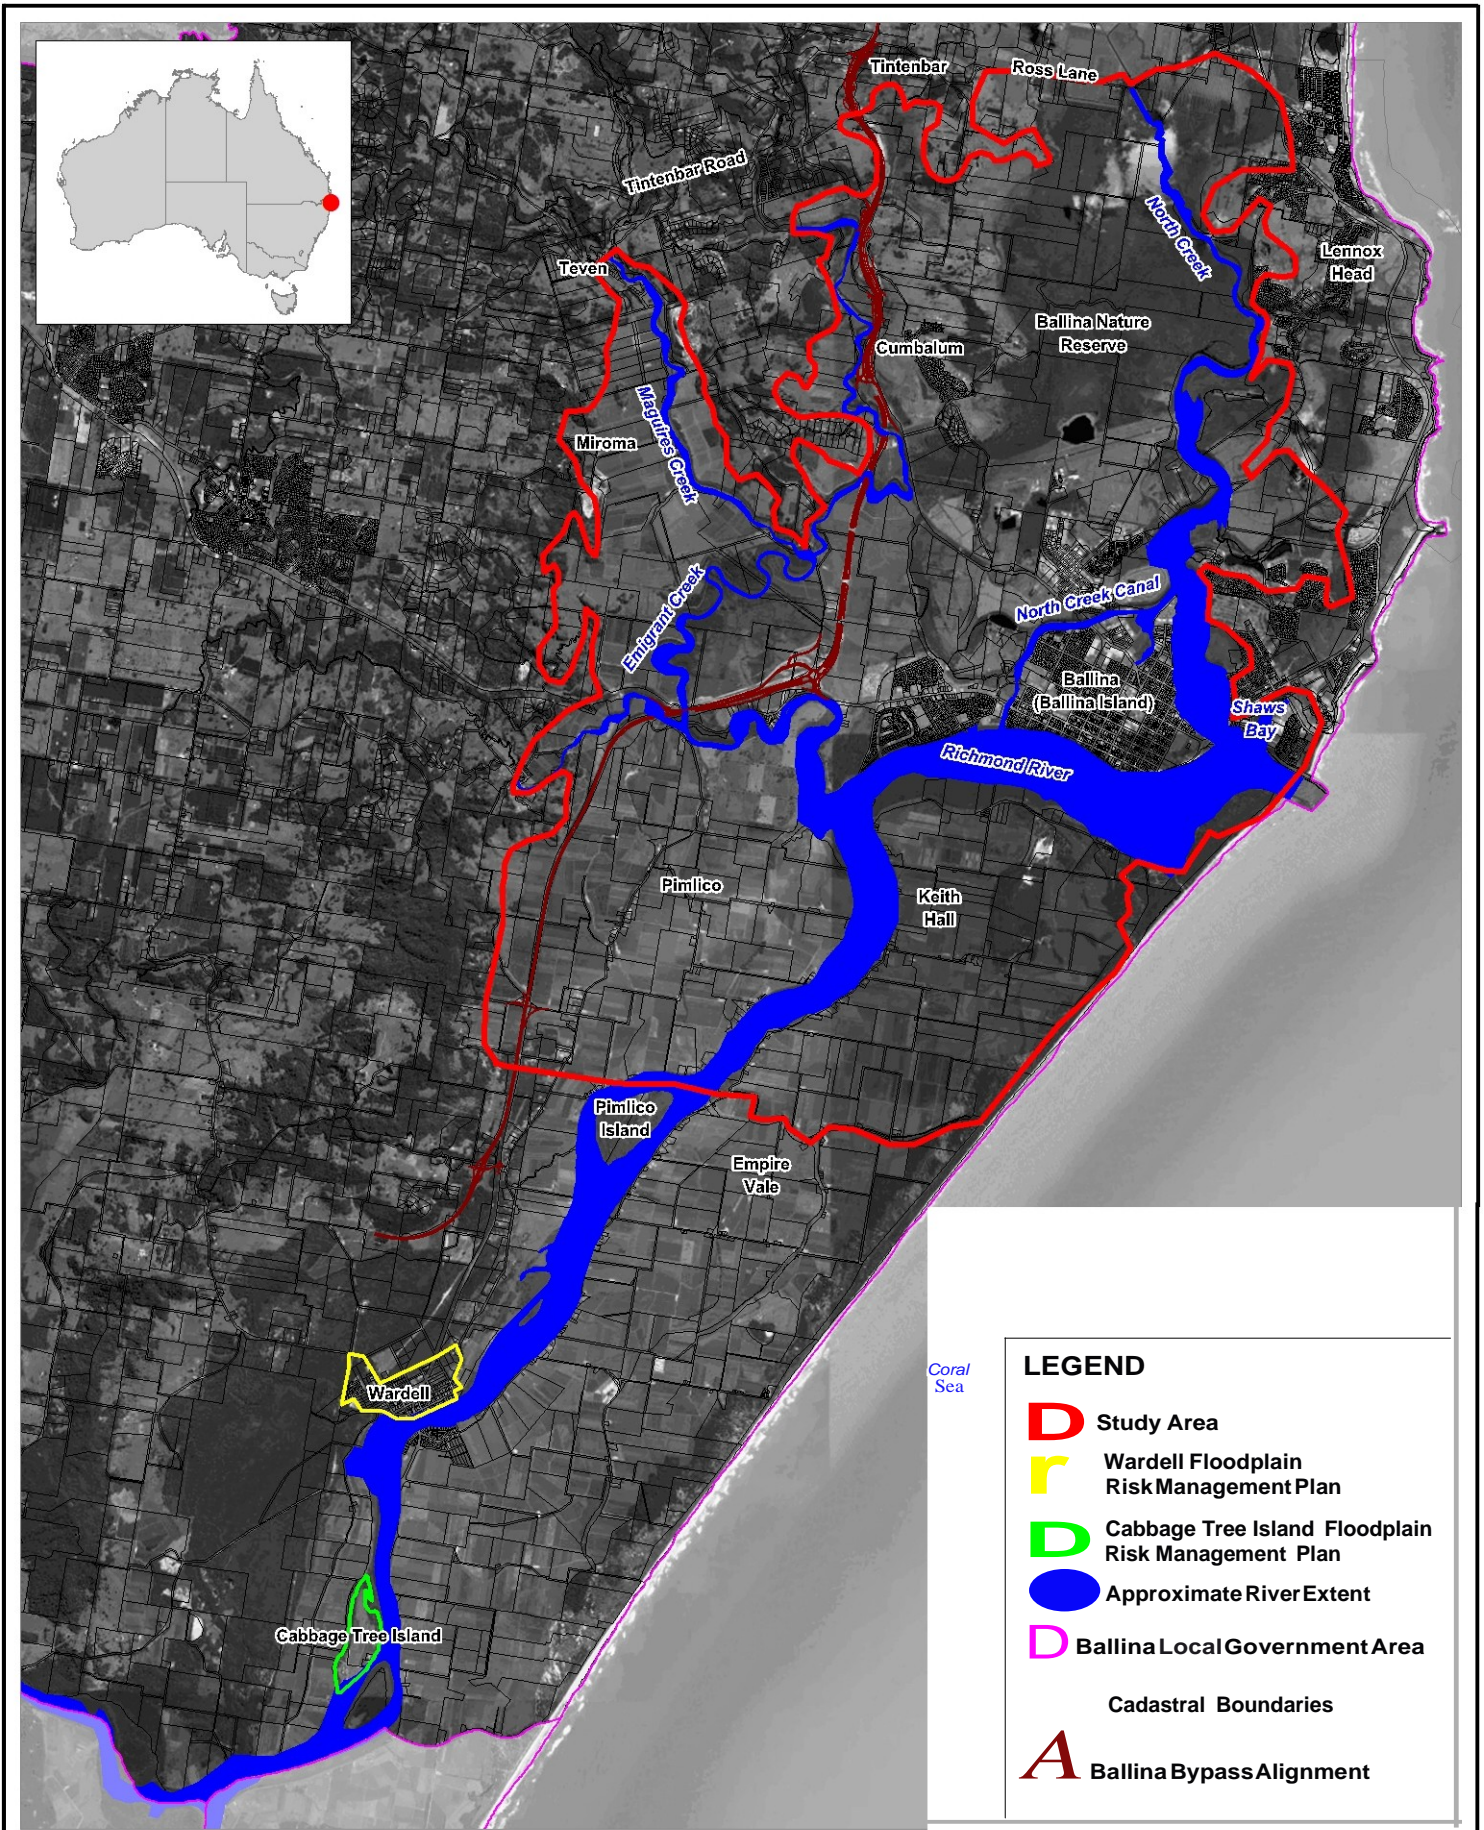 Tintenbar
Ross Lane
Tintenbar Road
North Creek
Lennox
Head
Teven
Ballina Nature
Reserve
Cumbalum
Maguires Creek
Miroma
Emigrant Creek
North Creek Canal
Ballina
(Ballina Island)
Shaws
Bay
Richmond River
Pimlico
Keith
Hall
Pimlico
Island
Empire
Vale
Wardell
Cabbage Tree Island
Coral
Sea
LEGEND
D Study Area
r Wardell Floodplain
Risk Management Plan
D Cabbage Tree Island Floodplain
Risk Management Plan
Approximate River Extent
D Ballina Local Government Area
Cadastral Boundaries
A Ballina Bypass Alignment